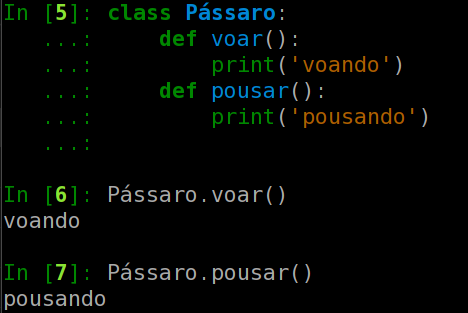 In [5]: class Pássaro:
   ...:     def voar():
   ...:         print('voando')
   ...:     def pousar():
   ...:         print('pousando')
   ...:
In [6]: Pássaro.voar()
voando
In [7]: Pássaro.pousar()
pousando